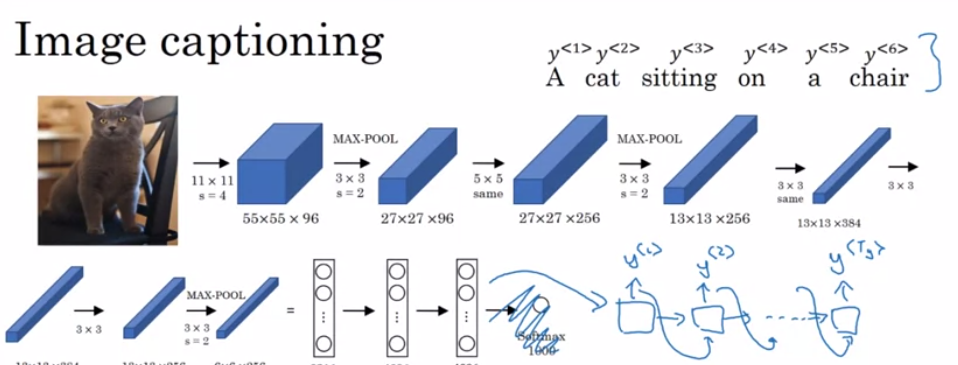 Image captioning
y<1> y<2> y<3> y<4> y<5> y<6>
A cat sitting on a chair
MAX-POOL
MAX-POOL
11 × 11
s = 4
3 × 3
s = 2
5 × 5
same
3 × 3
s = 2
3 × 3
same
3 × 3
55×55 × 96
27×27 ×96
27×27 ×256
13×13 ×256
13×13 ×384
y<1> y<2> y<Ty>
MAX-POOL
3 × 3
3 × 3
s = 2
=
Softmax
1000